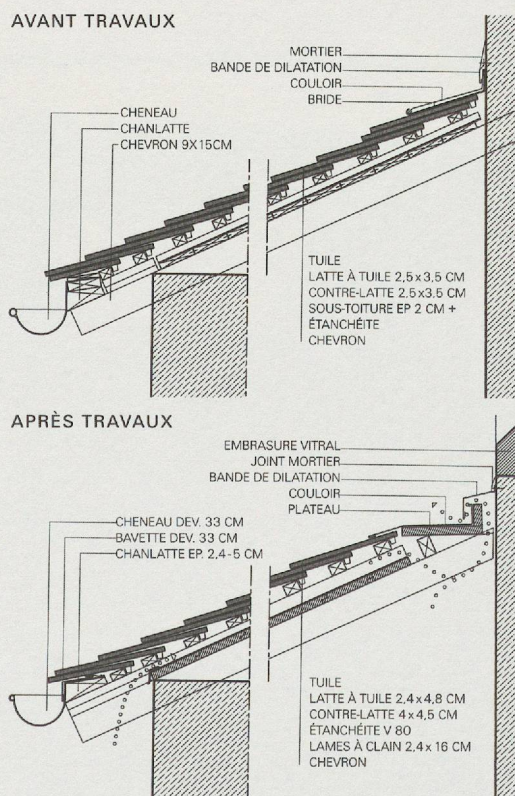 AVANT TRAVAUX
MORTIER
BANDE DE DILATATION
COULOIR
BRIDE
CHENEAU
CHANLATTE
CHEVRON 9X15CM
TUILE
LATTE À TUILE 2,5x3,5 CM
CONTRE-LATTE 2,5x3.5 CM
SOUS-TOITURE EP 2 CM +
ÉTANCHÉITE
CHEVRON
APRÈS TRAVAUX
EMBRASURE VITRAL
JOINT MORTIER
BANDE DE DILATATION
COULOIR
PLATEAU
CHENEAU DEV. 33 CM
BAVETTE DEV. 33 CM
CHANLATTE EP. 2,4-5 CM
TUILE
LATTE À TUILE 2,4x4,8 CM
CONTRE-LATTE 4x4,5 CM
ÉTANCHÉITE V 80
LAMES À CLAIN 2,4x16 CM
CHEVRON